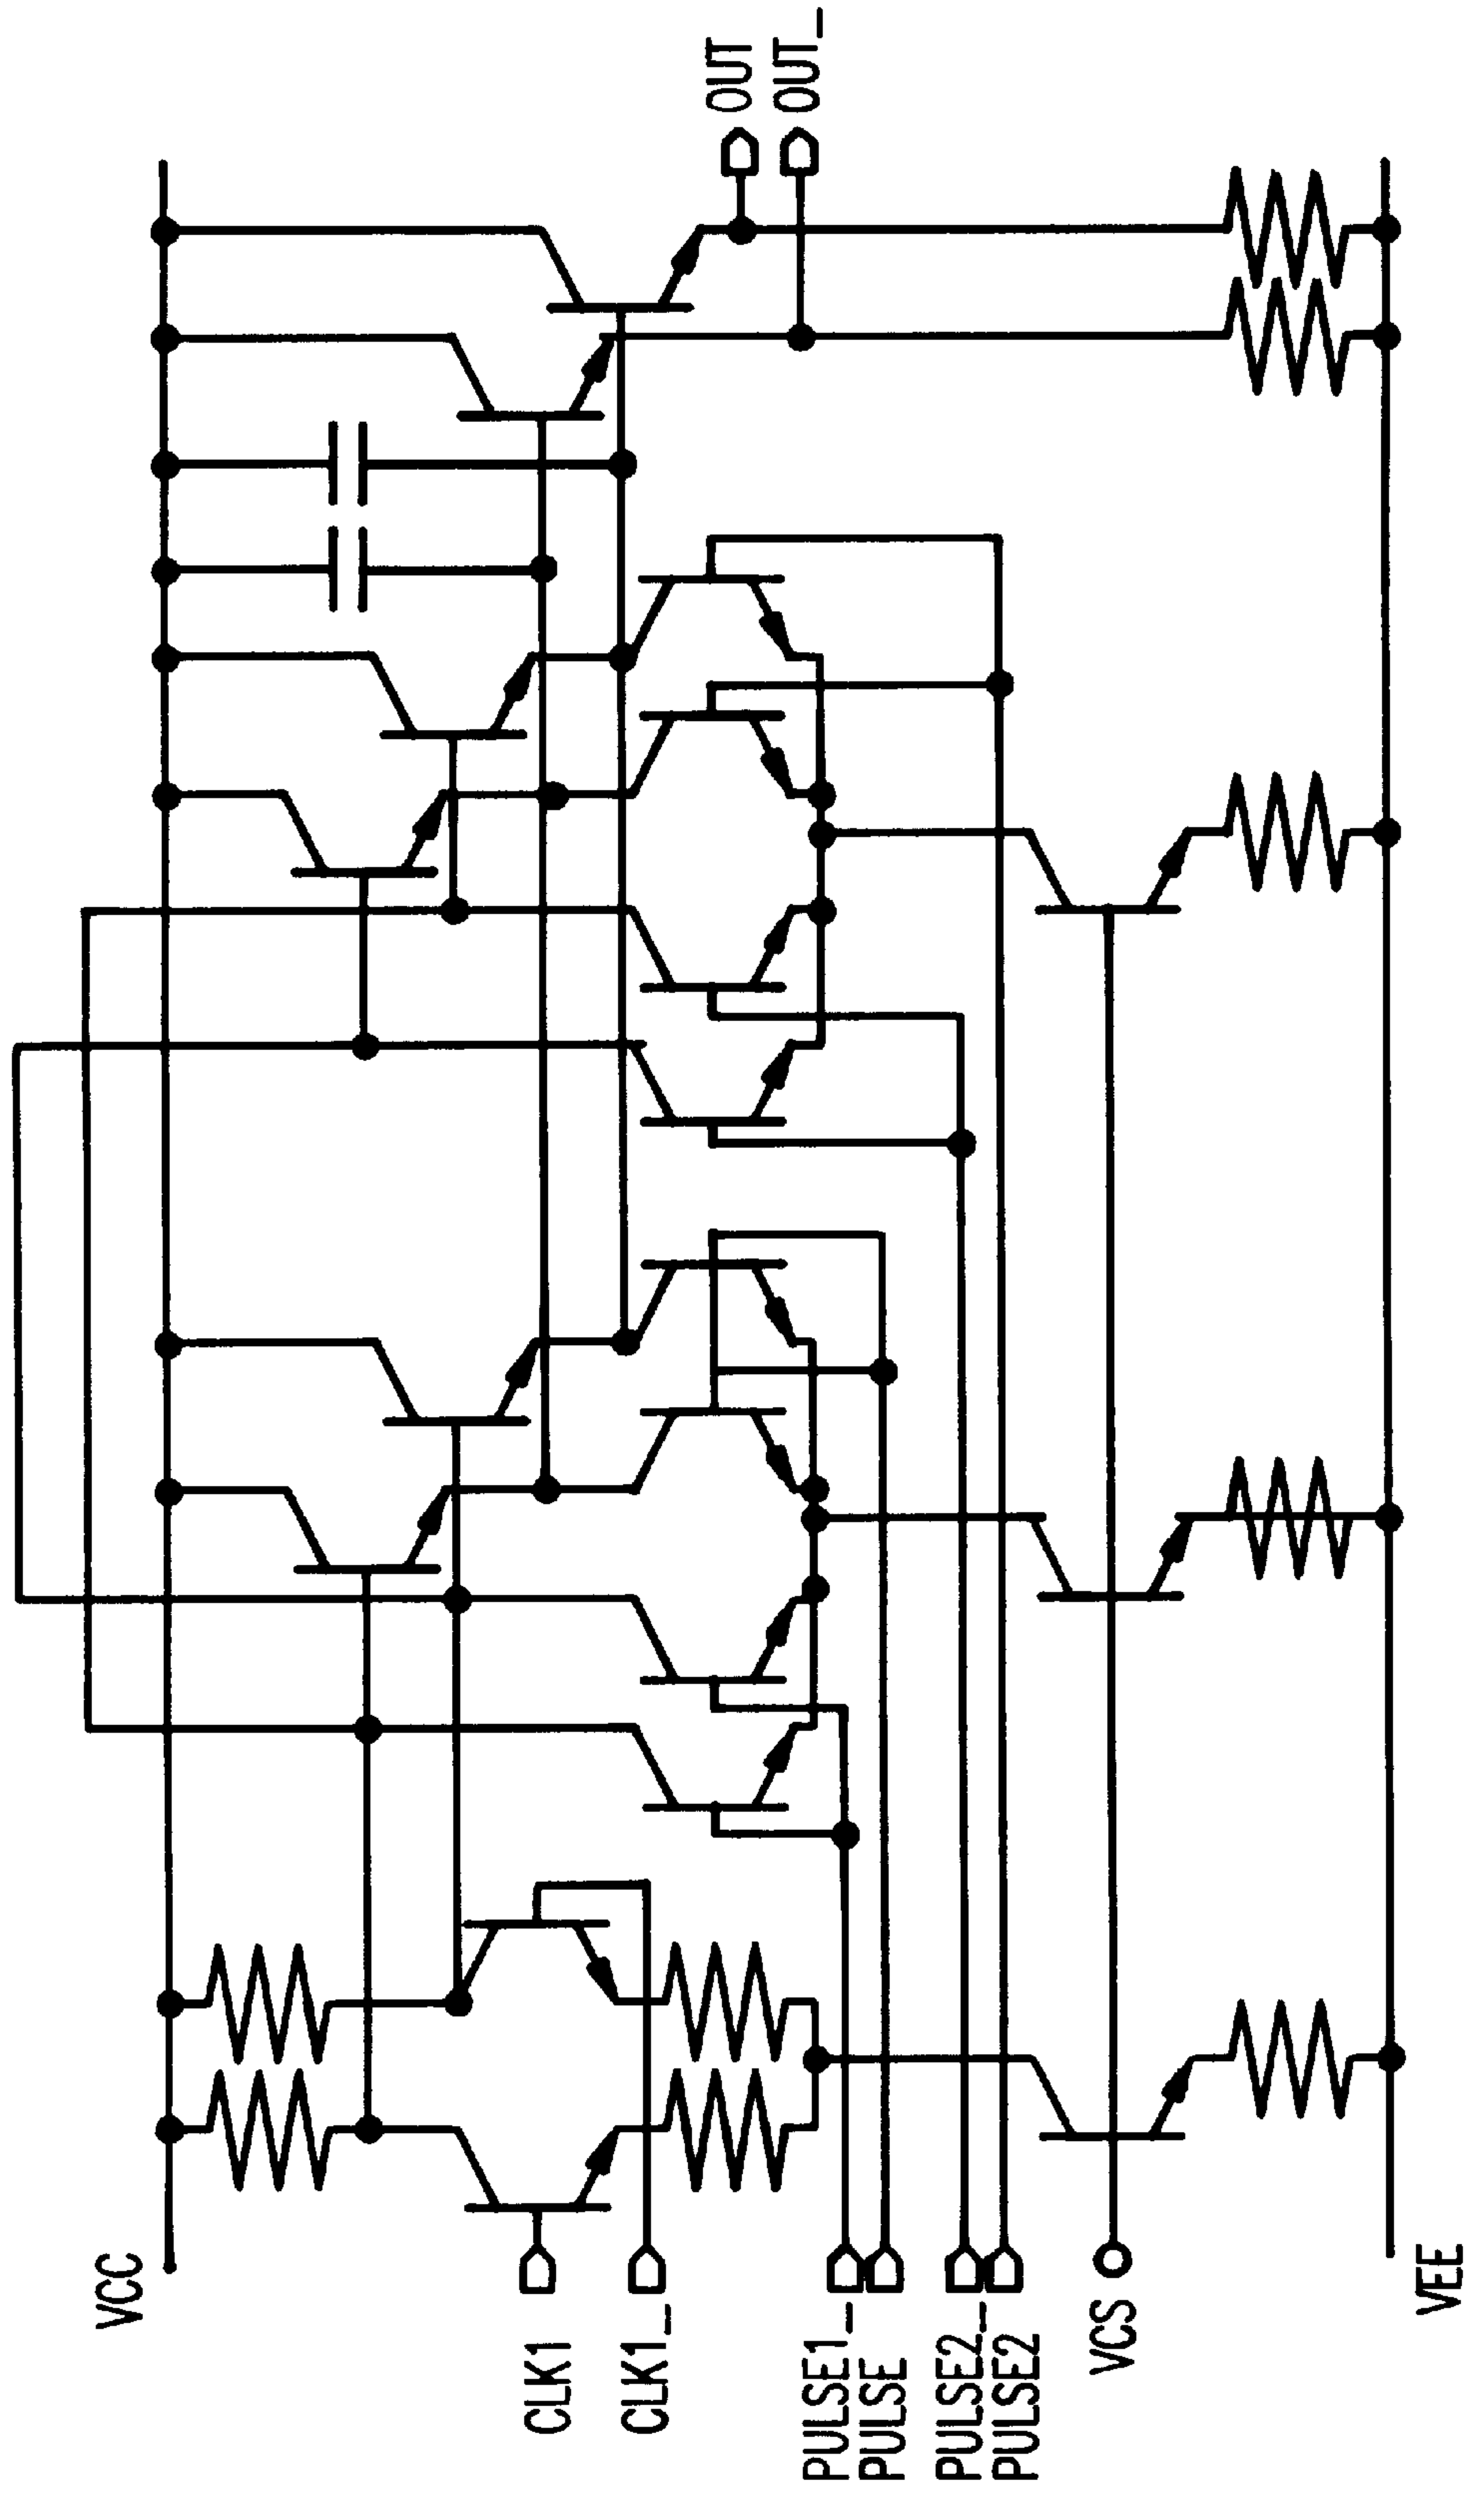 VCC
CLK1
CLK1_
PULSE1_
PULSE
PULSE2_
PULSE2
VCS
VEE
OUT
OUT_